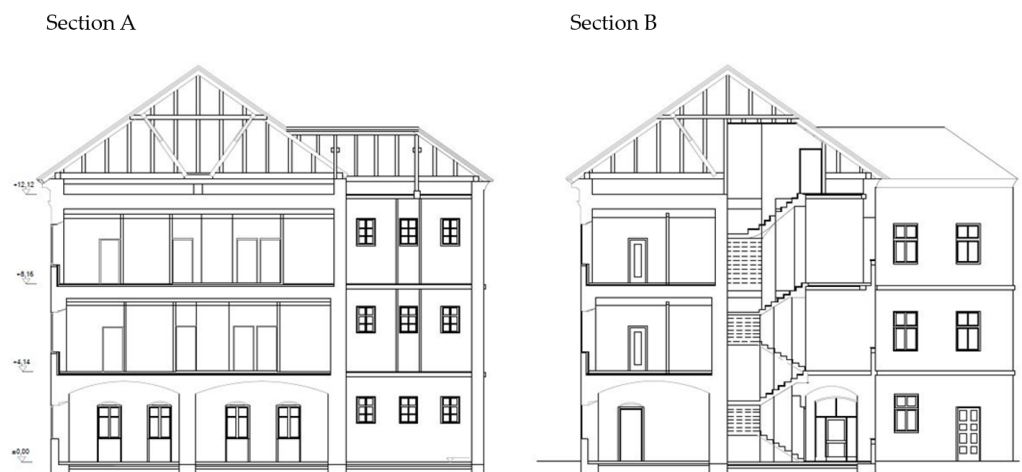 Section A
Section B
+12,12
+8,16
+4,14
±0,00